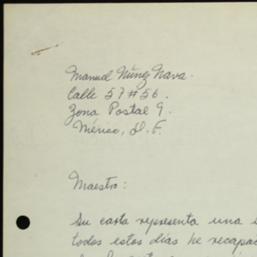 Manuel Núñez Nava.
Calle 57 # 56.
Zona Postal 9.
México, D. F.
Maestro:
Su carta representa una
todos estos días he recapac